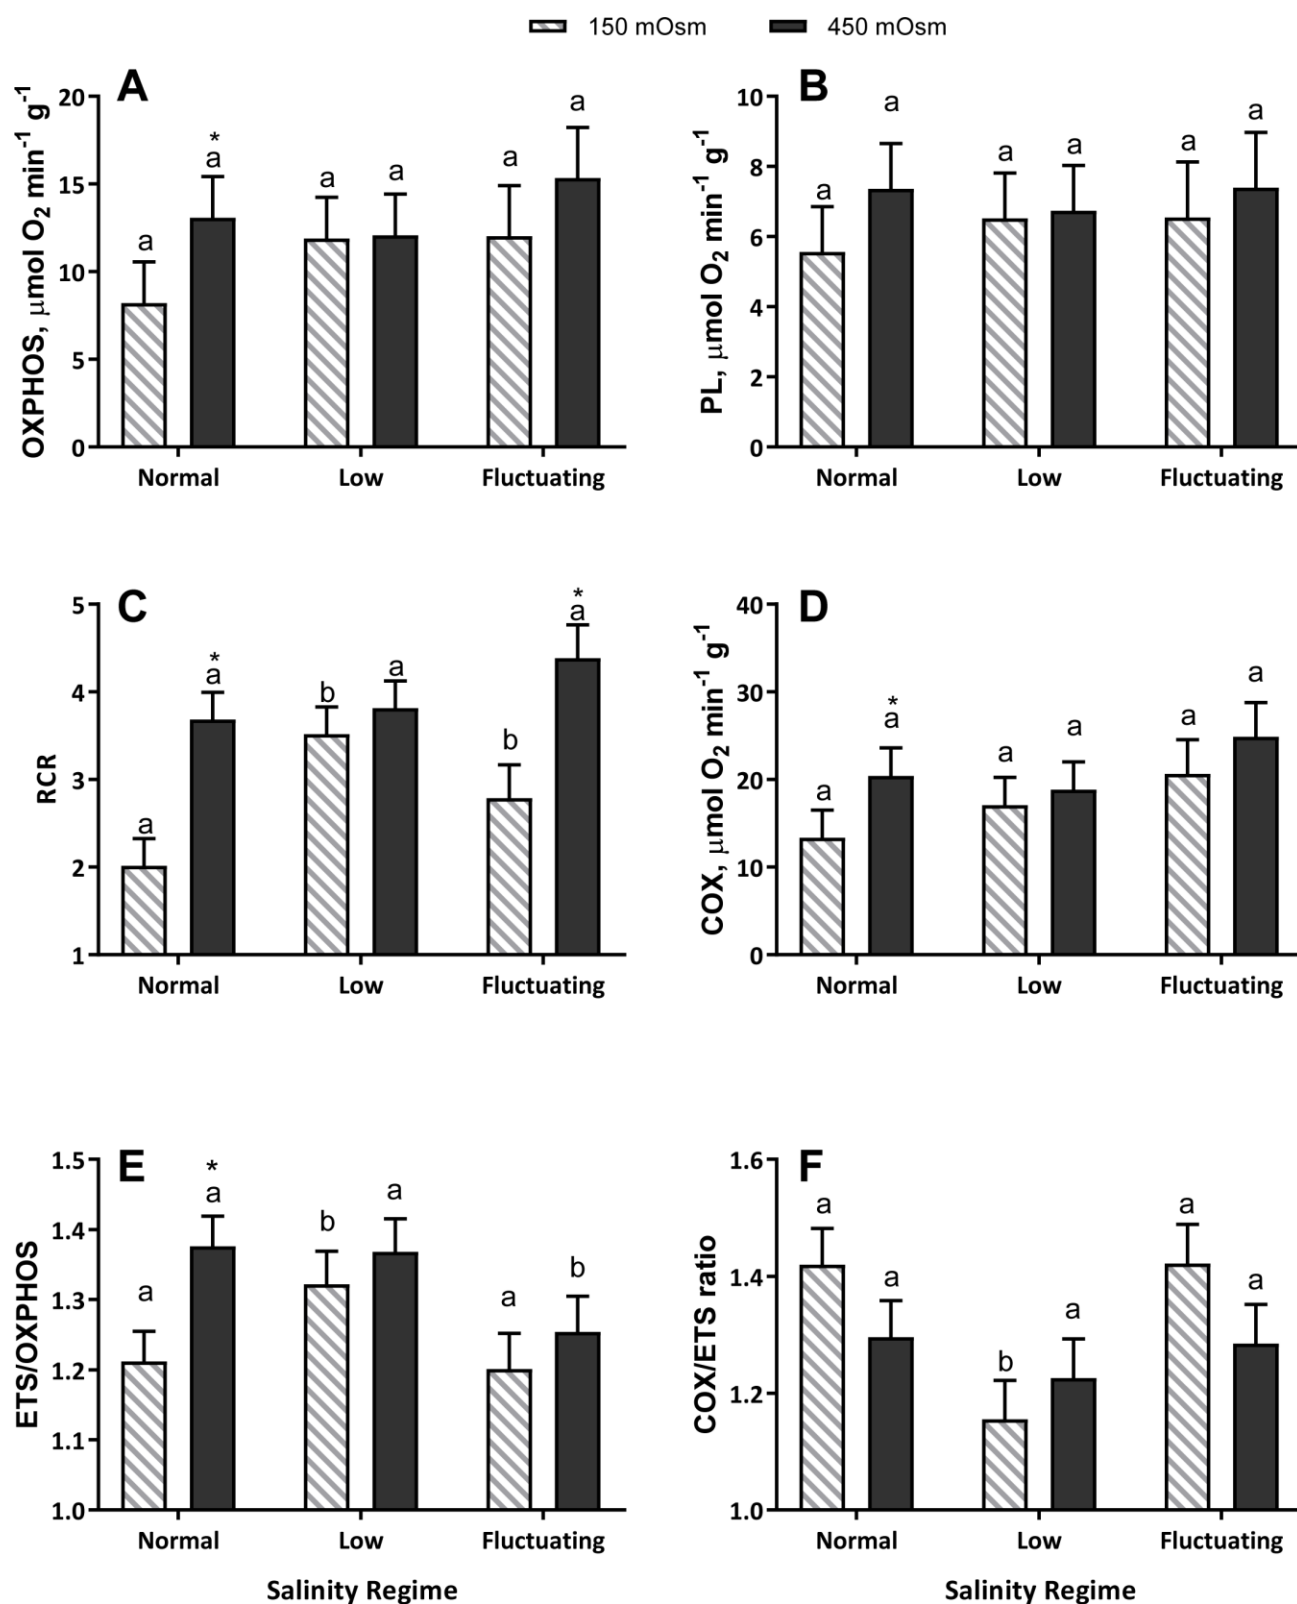 150 mOsm 450 mOsm
A
OXPHOS, μmol O2 min-1 g-1
20
15
10
5
0
a
* a
a
a
a
a
Normal Low Fluctuating
B
PL, μmol O2 min-1 g-1
10
8
6
4
2
0
a
a
a
a
a
a
Normal Low Fluctuating
C
RCR
5
4
3
2
1
a
* a
b
a
b
* a
Normal Low Fluctuating
D
COX, μmol O2 min-1 g-1
40
30
20
10
0
a
* a
a
a
a
a
Normal Low Fluctuating
E
ETS/OXPHOS
1.5
1.4
1.3
1.2
1.1
1.0
a
* a
b
a
a
b
Normal Low Fluctuating
Salinity Regime
F
COX/ETS ratio
1.6
1.4
1.2
1.0
a
a
b
a
a
a
Normal Low Fluctuating
Salinity Regime